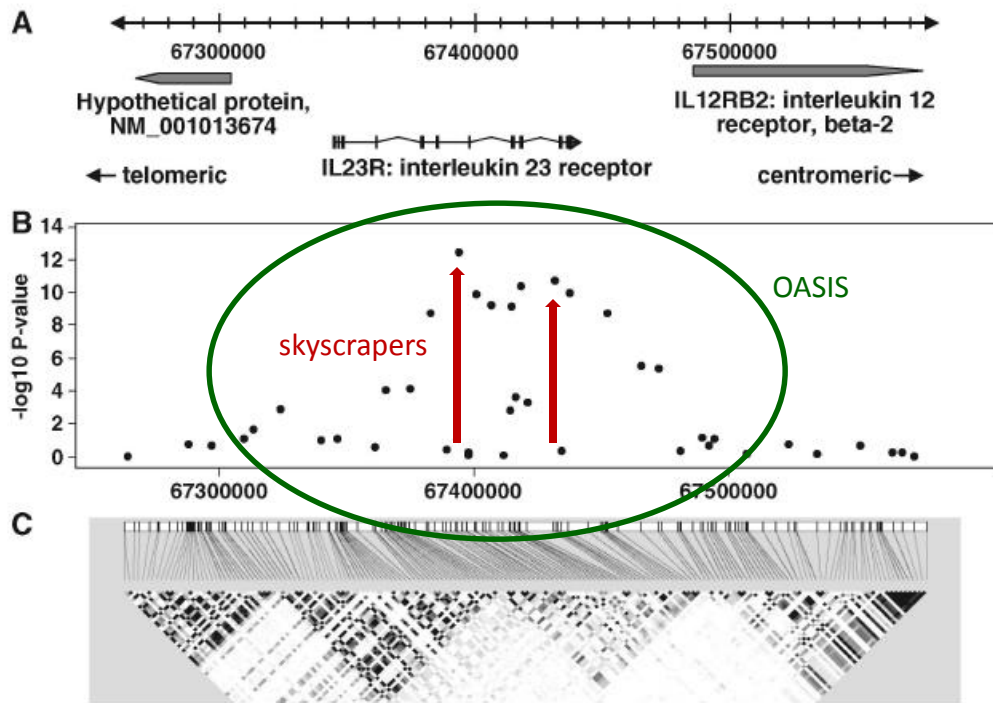 A
67300000 67400000 67500000
Hypothetical protein,
NM_001013674
IL12RB2: interleukin 12
receptor, beta-2
IL23R: interleukin 23 receptor
telomeric
centromeric
B
-log10 P-value
14
12
10
8
6
4
2
0
OASIS
skyscrapers
67300000 67400000 67500000
C